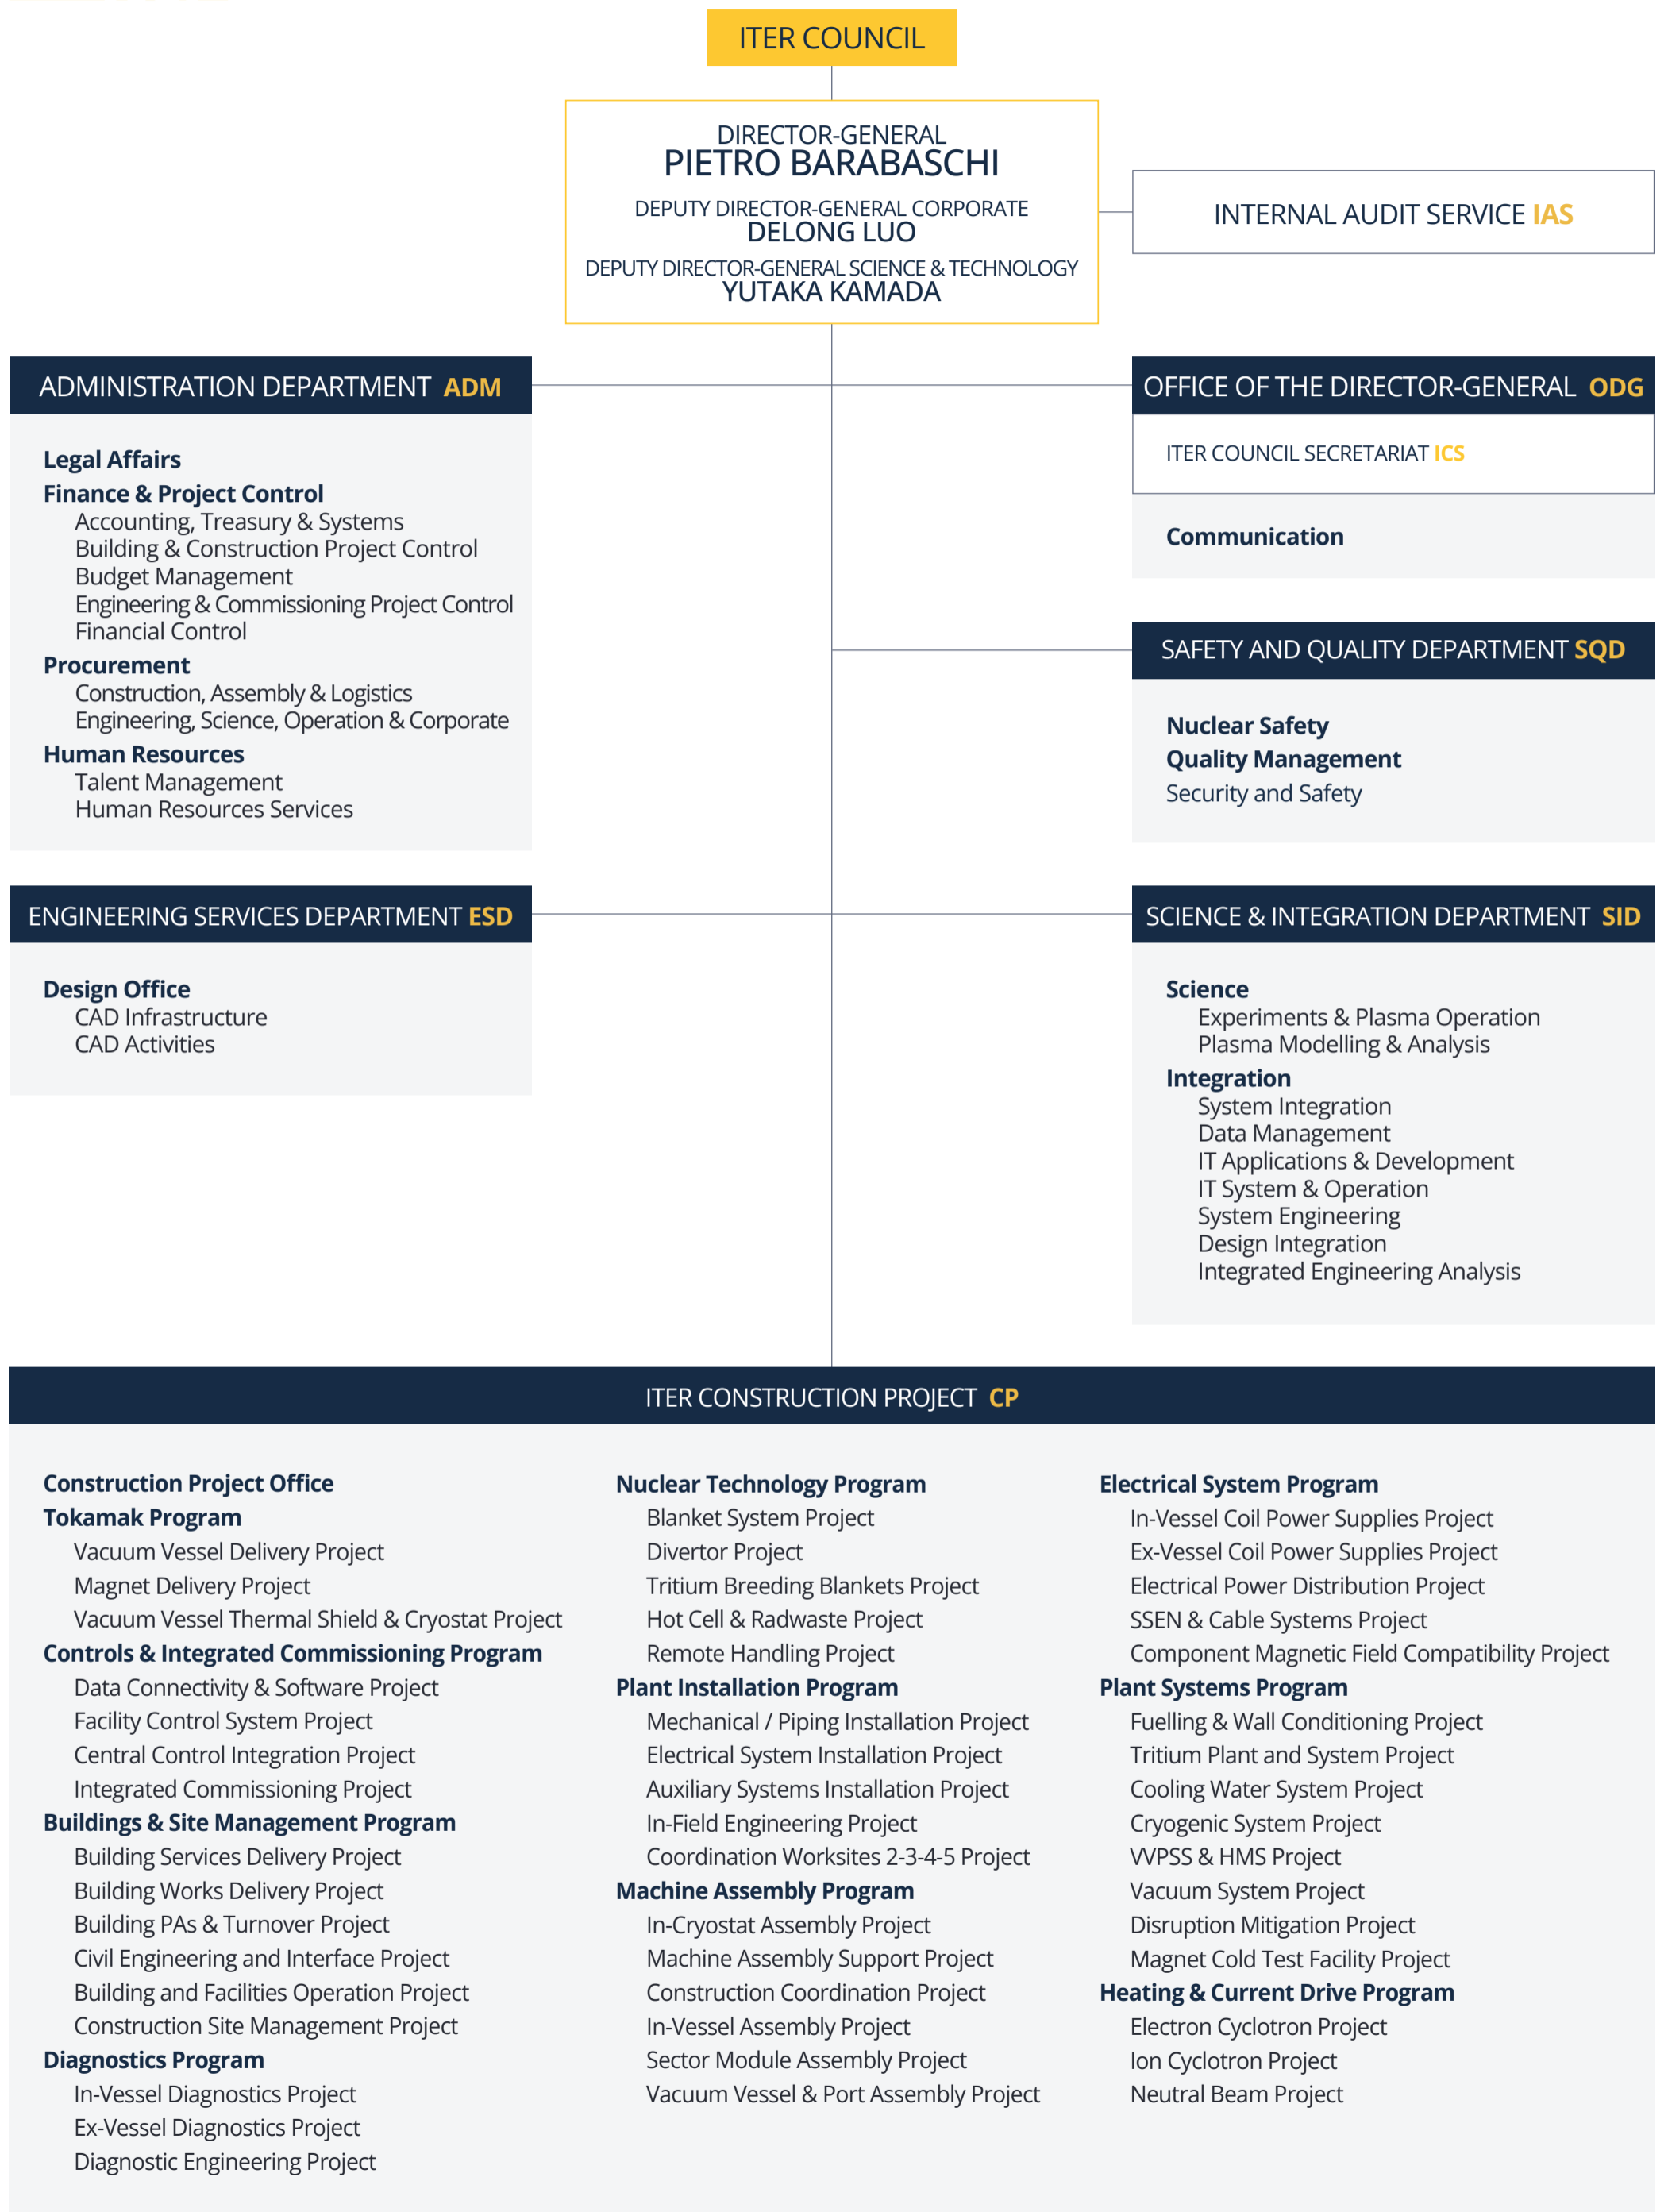 ITER COUNCIL
DIRECTOR-GENERAL
PIETRO BARABASCHI
DEPUTY DIRECTOR-GENERAL CORPORATE
DELONG LUO
DEPUTY DIRECTOR-GENERAL SCIENCE & TECHNOLOGY
YUTAKA KAMADA
INTERNAL AUDIT SERVICE IAS
ADMINISTRATION DEPARTMENT ADM
Legal Affairs
Finance & Project Control
Accounting, Treasury & Systems
Building & Construction Project Control
Budget Management
Engineering & Commissioning Project Control
Financial Control
Procurement
Construction, Assembly & Logistics
Engineering, Science, Operation & Corporate
Human Resources
Talent Management
Human Resources Services
OFFICE OF THE DIRECTOR-GENERAL ODG
ITER COUNCIL SECRETARIAT ICS
Communication
SAFETY AND QUALITY DEPARTMENT SQD
Nuclear Safety
Quality Management
Security and Safety
ENGINEERING SERVICES DEPARTMENT ESD
Design Office
CAD Infrastructure
CAD Activities
SCIENCE & INTEGRATION DEPARTMENT SID
Science
Experiments & Plasma Operation
Plasma Modelling & Analysis
Integration
System Integration
Data Management
IT Applications & Development
IT System & Operation
System Engineering
Design Integration
Integrated Engineering Analysis
ITER CONSTRUCTION PROJECT CP
Construction Project Office
Tokamak Program
Vacuum Vessel Delivery Project
Magnet Delivery Project
Vacuum Vessel Thermal Shield & Cryostat Project
Controls & Integrated Commissioning Program
Data Connectivity & Software Project
Facility Control System Project
Central Control Integration Project
Integrated Commissioning Project
Buildings & Site Management Program
Building Services Delivery Project
Building Works Delivery Project
Building PAs & Turnover Project
Civil Engineering and Interface Project
Building and Facilities Operation Project
Construction Site Management Project
Diagnostics Program
In-Vessel Diagnostics Project
Ex-Vessel Diagnostics Project
Diagnostic Engineering Project
Nuclear Technology Program
Blanket System Project
Divertor Project
Tritium Breeding Blankets Project
Hot Cell & Radwaste Project
Remote Handling Project
Plant Installation Program
Mechanical / Piping Installation Project
Electrical System Installation Project
Auxiliary Systems Installation Project
In-Field Engineering Project
Coordination Worksites 2-3-4-5 Project
Machine Assembly Program
In-Cryostat Assembly Project
Machine Assembly Support Project
Construction Coordination Project
In-Vessel Assembly Project
Sector Module Assembly Project
Vacuum Vessel & Port Assembly Project
Electrical System Program
In-Vessel Coil Power Supplies Project
Ex-Vessel Coil Power Supplies Project
Electrical Power Distribution Project
SSEN & Cable Systems Project
Component Magnetic Field Compatibility Project
Plant Systems Program
Fuelling & Wall Conditioning Project
Tritium Plant and System Project
Cooling Water System Project
Cryogenic System Project
VVPSS & HMS Project
Vacuum System Project
Disruption Mitigation Project
Magnet Cold Test Facility Project
Heating & Current Drive Program
Electron Cyclotron Project
Ion Cyclotron Project
Neutral Beam Project